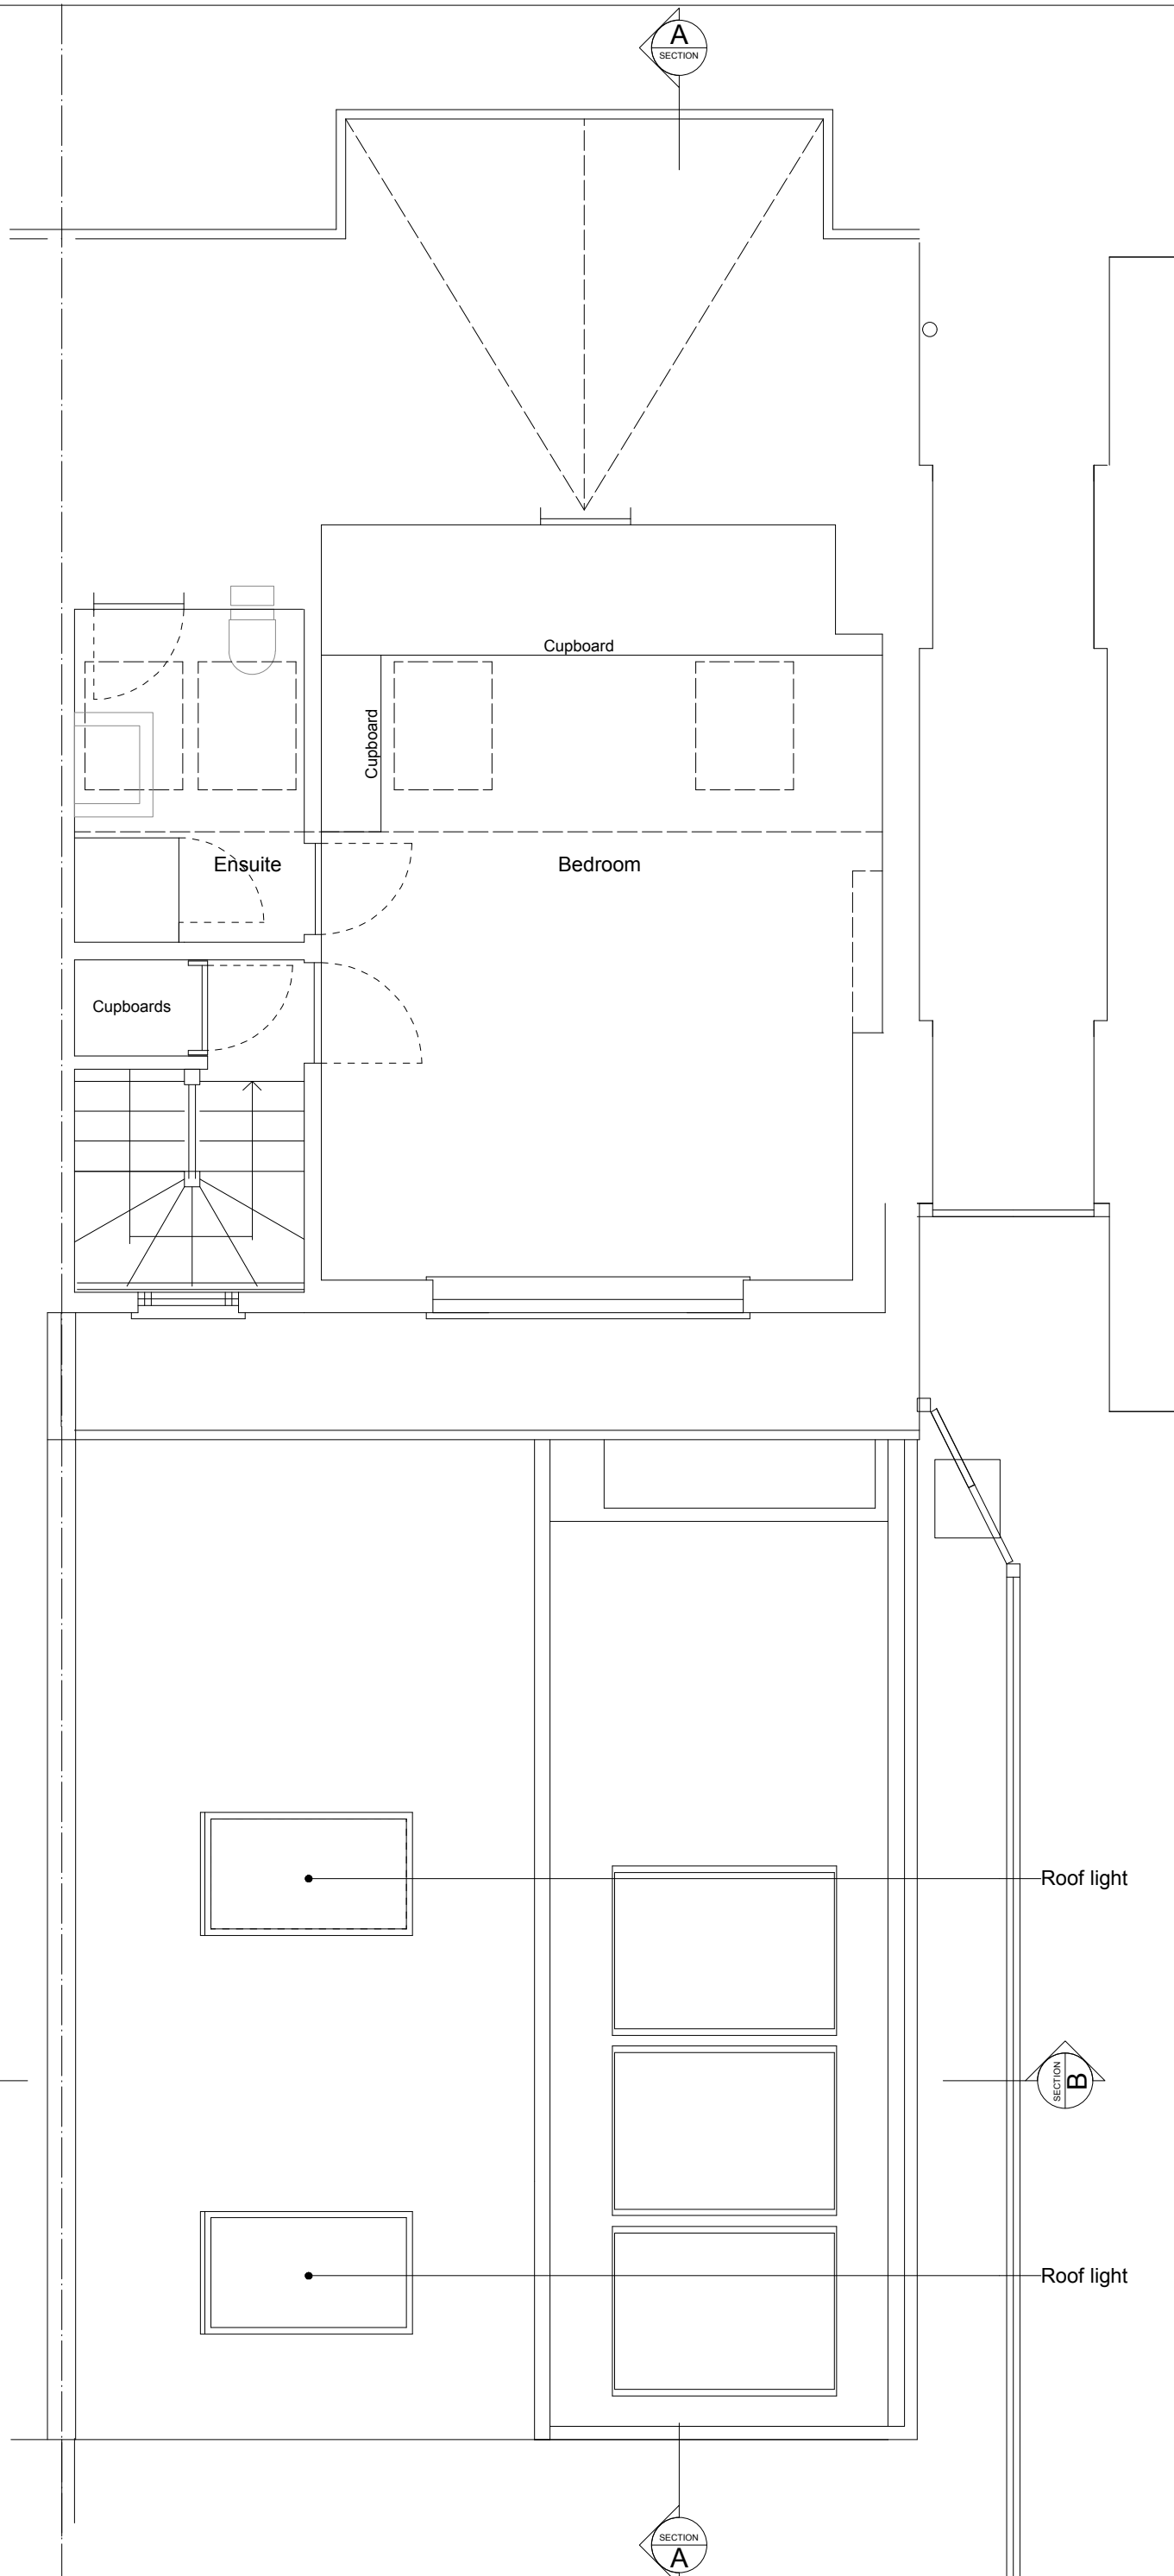 A
SECTION
Cupboard
Cupboard
Ensuite
Bedroom
Cupboards
Roof light
SECTION
B
Roof light
SECTION
A